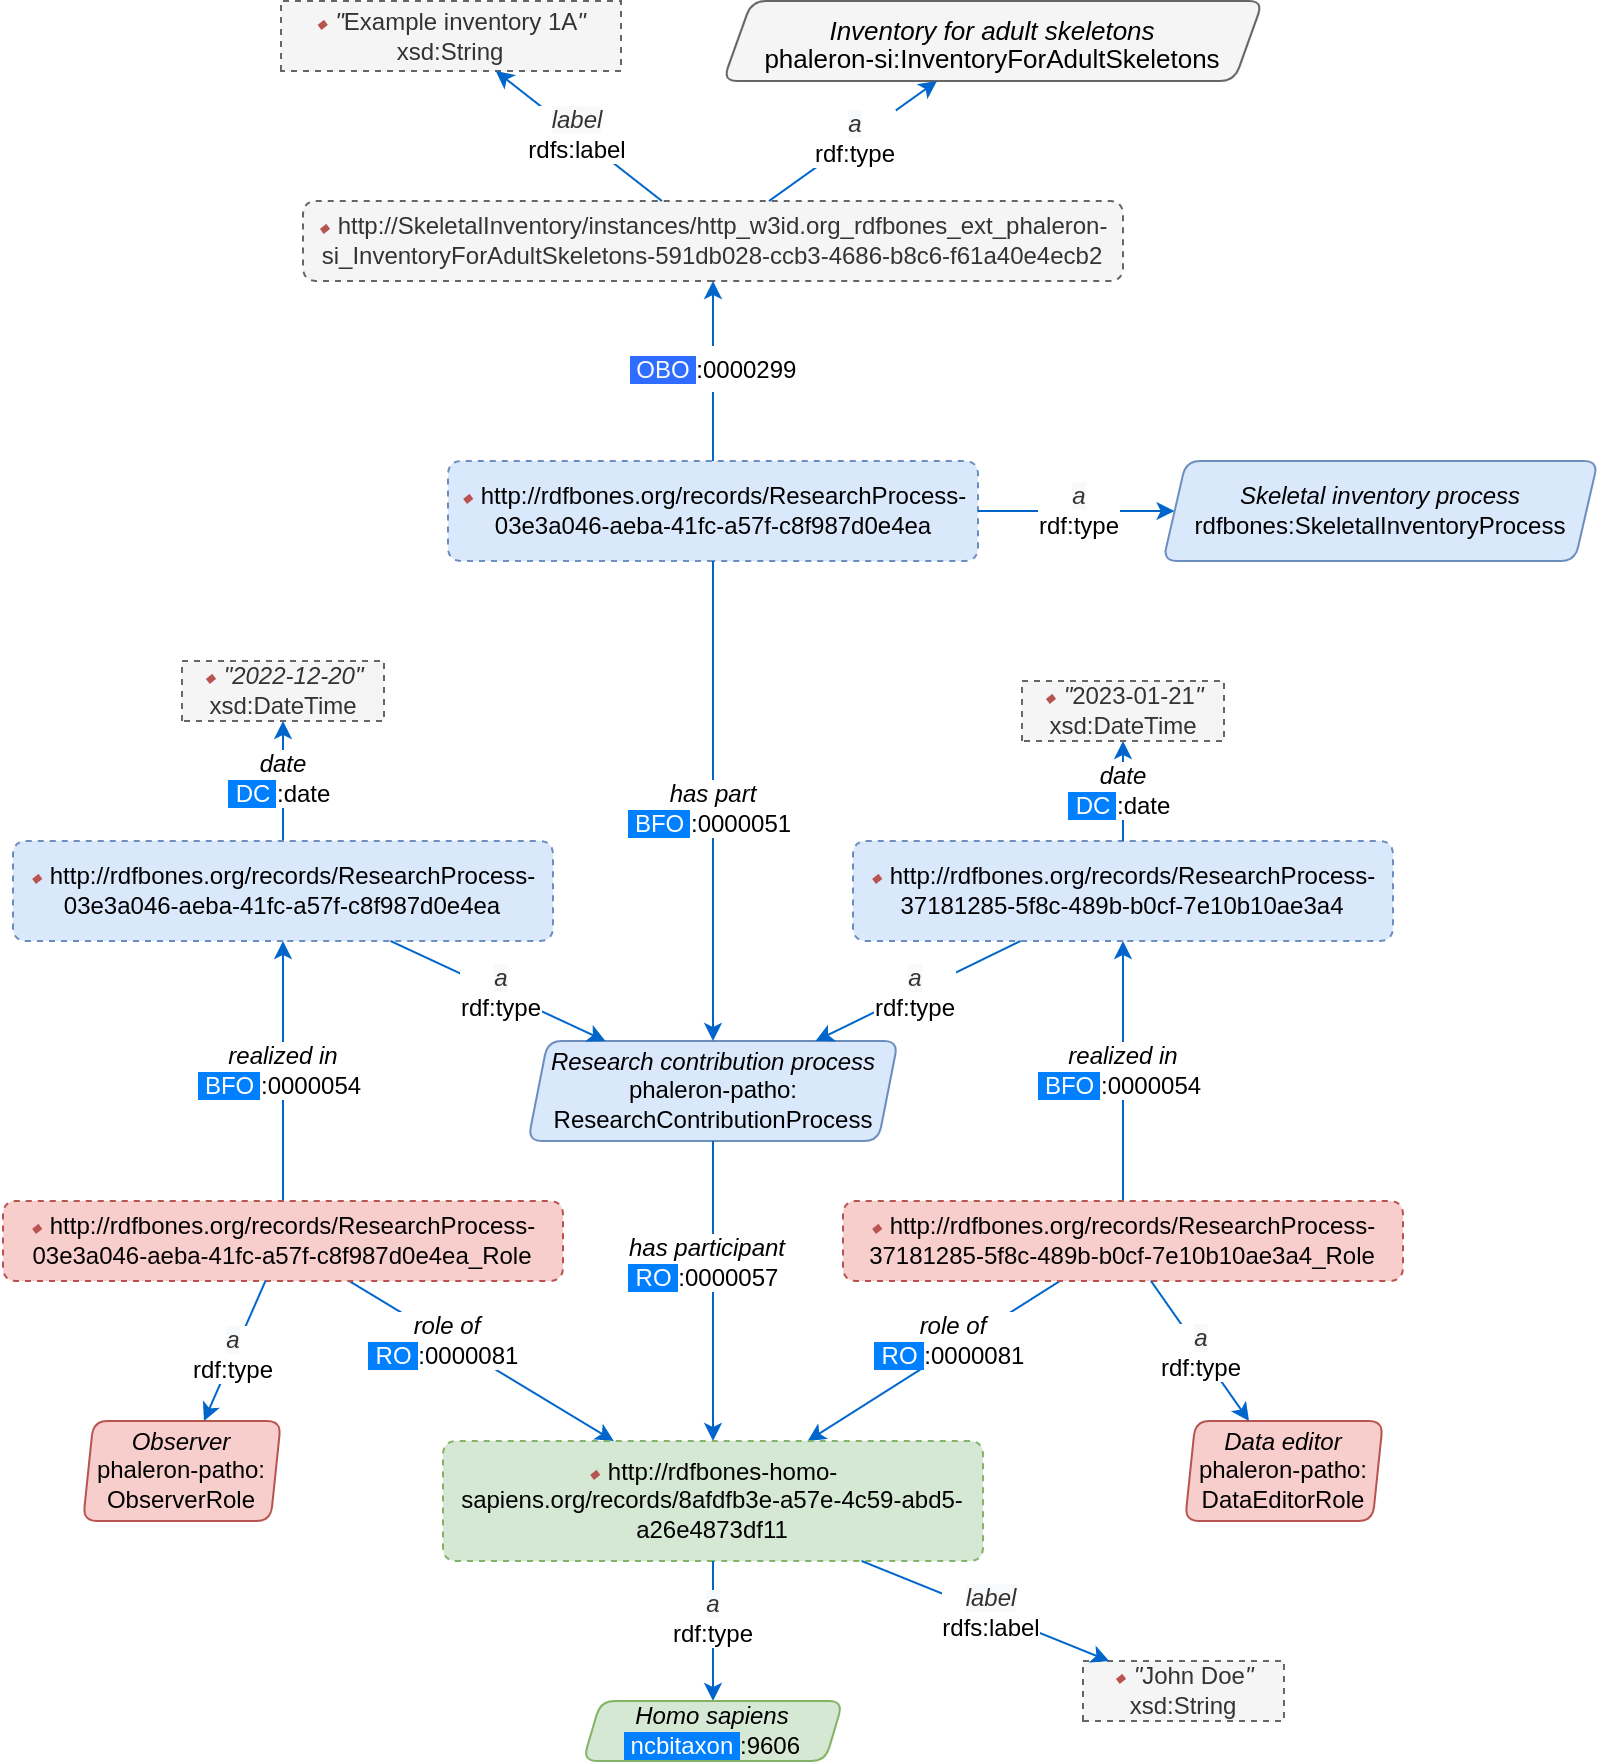 "Example inventory 1A"
xsd:String
Inventory for adult skeletons
phaleron-si:InventoryForAdultSkeletons
label
rdfs:label
a
rdf:type
http://SkeletalInventory/instances/http_w3id.org_rdfbones_ext_phaleron-
si_InventoryForAdultSkeletons-591db028-ccb3-4686-b8c6-f61a40e4ecb2
OBO:0000299
http://rdfbones.org/records/ResearchProcess-
03e3a046-aeba-41fc-a57f-c8f987d0e4ea
a
rdf:type
Skeletal inventory process
rdfbones:SkeletalInventoryProcess
"2022-12-20"
xsd:DateTime
"2023-01-21"
xsd:DateTime
date
DC:date
has part
BFO:0000051
date
DC:date
http://rdfbones.org/records/ResearchProcess-
03e3a046-aeba-41fc-a57f-c8f987d0e4ea
http://rdfbones.org/records/ResearchProcess-
37181285-5f8c-489b-b0cf-7e10b10ae3a4
a
rdf:type
a
rdf:type
realized in
BFO:0000054
Research contribution process
phaleron-patho:
ResearchContributionProcess
realized in
BFO:0000054
http://rdfbones.org/records/ResearchProcess-
03e3a046-aeba-41fc-a57f-c8f987d0e4ea_Role
has participant
RO:0000057
http://rdfbones.org/records/ResearchProcess-
37181285-5f8c-489b-b0cf-7e10b10ae3a4_Role
a
rdf:type
role of
RO:0000081
role of
RO:0000081
a
rdf:type
Observer
phaleron-patho:
ObserverRole
http://rdfbones-homo-
sapiens.org/records/8afdfb3e-a57e-4c59-abd5-
a26e4873df11
Data editor
phaleron-patho:
DataEditorRole
a
rdf:type
label
rdfs:label
"John Doe"
xsd:String
Homo sapiens
ncbitaxon:9606